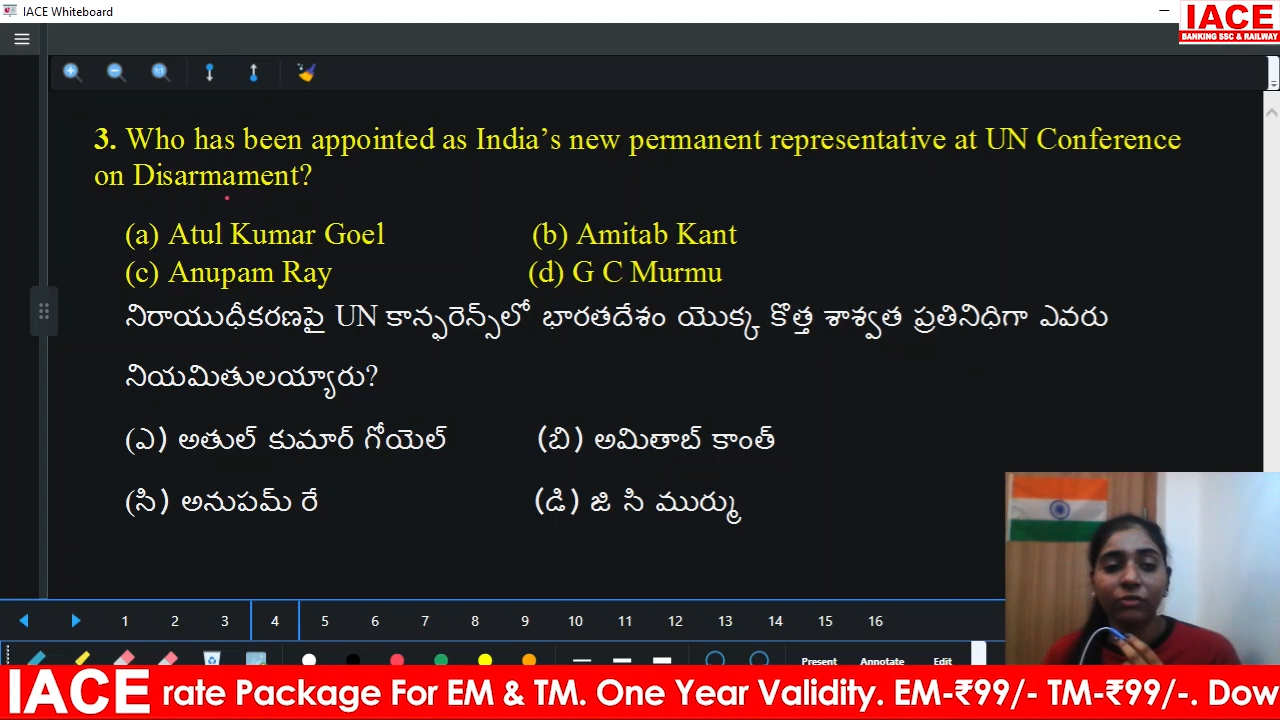 IACE Whiteboard
IACE
BANKING SSC & RAILWAY
3. Who has been appointed as India's new permanent representative at UN Conference
on Disarmament?
(a) Atul Kumar Goel (b) Amitab Kant
(c) Anupam Ray (d) G C Murmu
నిరాయుధీకరణపై UN కాన్ఫరెన్స్‌లో భారతదేశం యొక్క కొత్త శాశ్వత ప్రతినిధిగా ఎవరు
నియమితులయ్యారు?
(ఎ) అతుల్ కుమార్ గోయెల్ (బి) అమితాబ్ కాంత్
(సి) అనుపమ్ రే (డి) జి సి ముర్ము
1 2 3 4 5 6 7 8 9 10 11 12 13 14 15 16
Present Annotate Edit
IACE rate Package For EM & TM. One Year Validity. EM-₹99/- TM-₹99/-. Dow